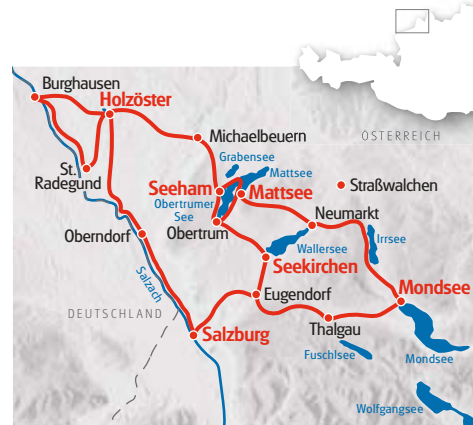 Burghausen
Holzöster
Michaelbeuern
ÖSTERREICH
Grabensee
Mattsee
St.
Radegund
Seeham
Mattsee
Straßwalchen
Obertrumer
See
Oberndorf
Obertrum
Neumarkt
Wallersee
Irrsee
Seekirchen
Salzach
Eugendorf
Mondsee
DEUTSCHLAND
Salzburg
Thalgau
Fuschlsee
Mondsee
Wolfgangsee